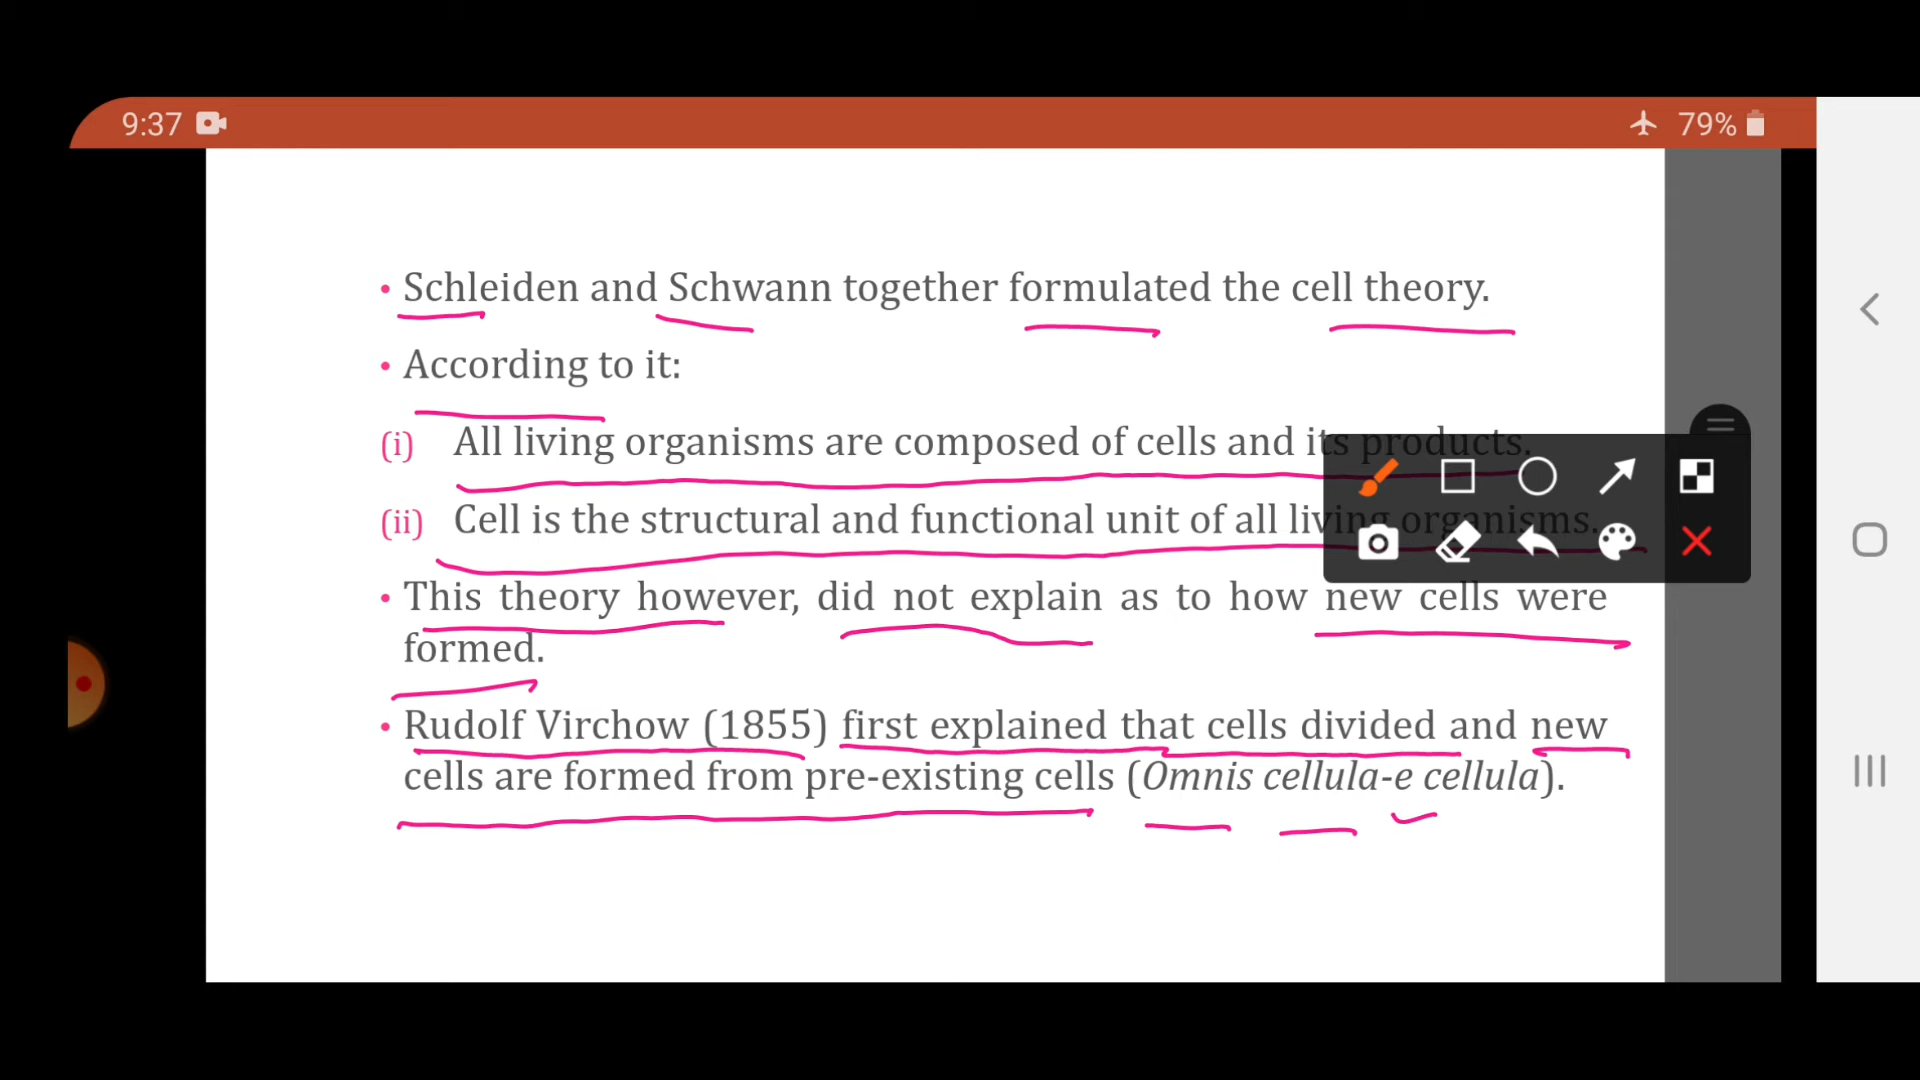 9:37 79%
• Schleiden and Schwann together formulated the cell theory.
• According to it:
(i) All living organisms are composed of cells and its products.
(ii) Cell is the structural and functional unit of all living organisms.
• This theory however, did not explain as to how new cells were
formed.
• Rudolf Virchow (1855) first explained that cells divided and new
cells are formed from pre-existing cells (Omnis cellula-e cellula).